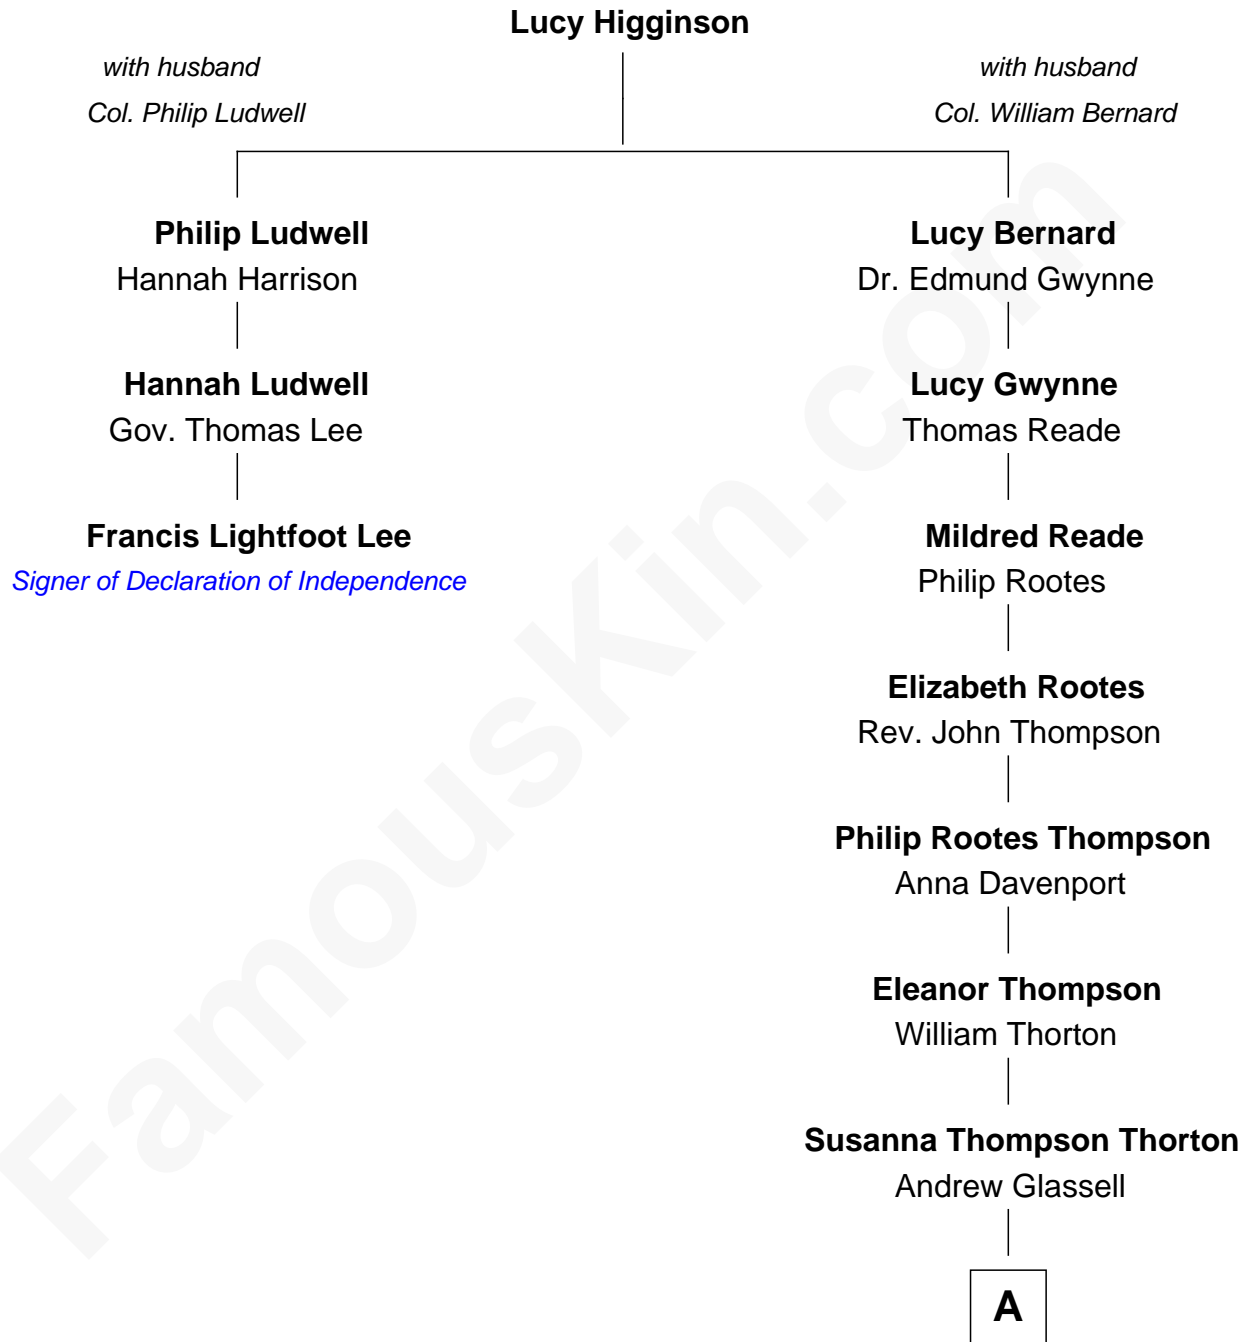 Lucy Higginson
with husband
Col. Philip Ludwell
with husband
Col. William Bernard
Philip Ludwell
Hannah Harrison
Lucy Bernard
Dr. Edmund Gwynne
Hannah Ludwell
Gov. Thomas Lee
Lucy Gwynne
Thomas Reade
Francis Lightfoot Lee
Signer of Declaration of Independence
Mildred Reade
Philip Rootes
Elizabeth Rootes
Rev. John Thompson
Philip Rootes Thompson
Anna Davenport
Eleanor Thompson
William Thorton
Susanna Thompson Thorton
Andrew Glassell
A
FamousKin.com